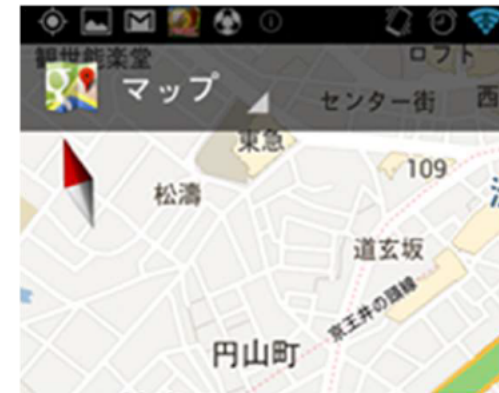 観世能楽堂
ロフト
マップ
センター街
西
東急
109
松濤
道玄坂
京王井の頭線
円山町